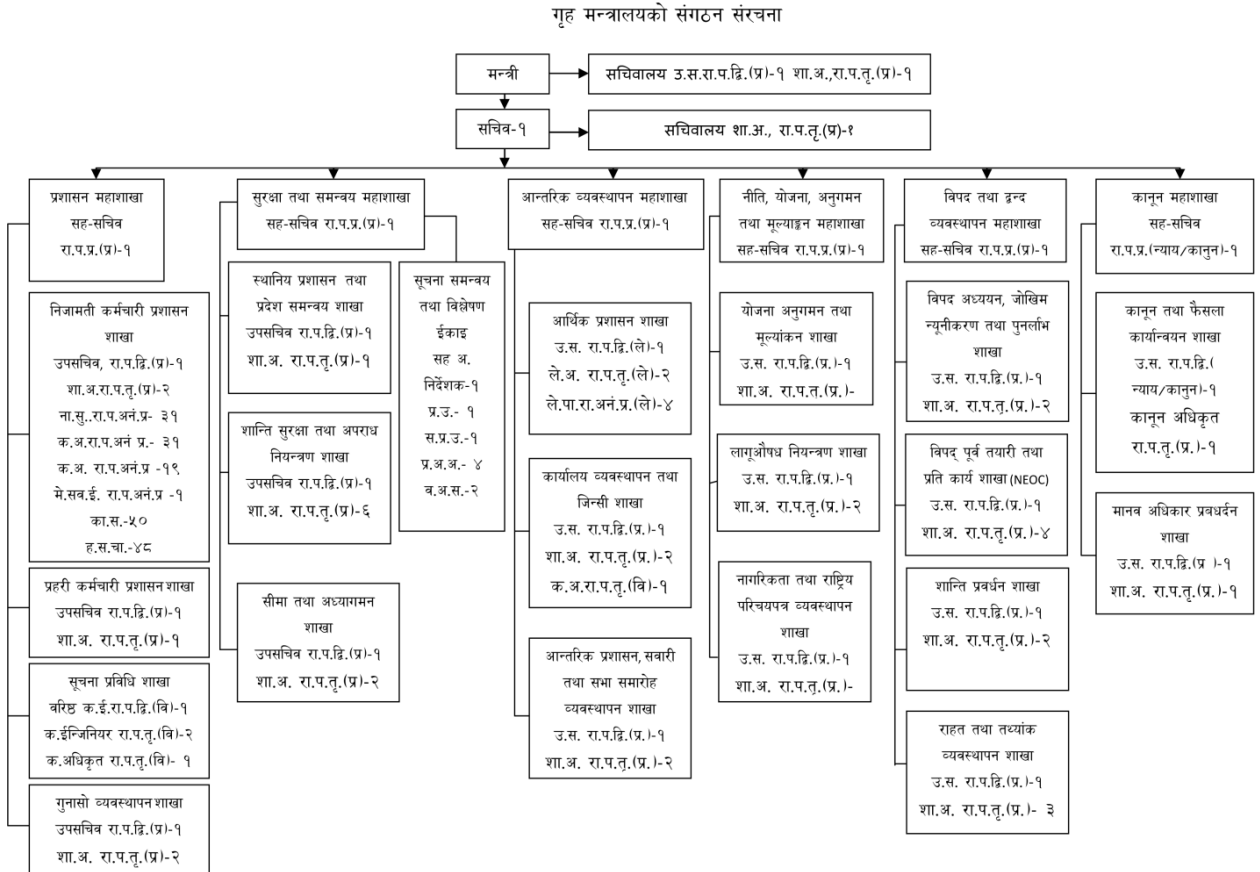 गृह मन्त्रालयको संगठन संरचना
मन्त्री
सचिवालय उ.स.रा.प.द्वि.(प्र)-१ शा.अ.,रा.प.तृ.(प्र)-१
सचिव-१
सचिवालय शा.अ., रा.प.तृ.(प्र)-१
प्रशासन महाशाखा
सह-सचिव
रा.प.प्र.(प्र)-१
निजामती कर्मचारी प्रशासन
शाखा
उपसचिव, रा.प.द्वि.(प्र)-१
शा.अ.रा.प.तृ.(प्र)-२
ना.सु..रा.प.अनं.प्र- ३१
क.अ.रा.प.अनं प्र.- ३१
क.अ. रा.प.अनं.प्र -१९
मे.सव.ई. रा.प.अनं.प्र -१
का.स.-५०
ह.स.चा.-४८
प्रहरी कर्मचारी प्रशासन शाखा
उपसचिव रा.प.द्वि.(प्र)-१
शा.अ. रा.प.तृ.(प्र)-१
सूचना प्रविधि शाखा
वरिष्ठ क.ई.रा.प.द्वि.(वि)-१
क.ईन्जिनियर रा.प.तृ.(वि)-२
क.अधिकृत रा.प.तृ.(वि)- १
गुनासो व्यवस्थापन शाखा
उपसचिव रा.प.द्वि.(प्र)-१
शा.अ. रा.प.तृ.(प्र)-२
सुरक्षा तथा समन्वय महाशाखा
सह-सचिव रा.प.प्र.(प्र)-१
स्थानिय प्रशासन तथा
प्रदेश समन्वय शाखा
उपसचिव रा.प.द्वि.(प्र)-१
शा.अ. रा.प.तृ.(प्र)-१
शान्ति सुरक्षा तथा अपराध
नियन्त्रण शाखा
उपसचिव रा.प.द्वि.(प्र)-१
शा.अ. रा.प.तृ.(प्र)-६
सीमा तथा अध्यागमन
शाखा
उपसचिव रा.प.द्वि.(प्र)-१
शा.अ. रा.प.तृ.(प्र)-२
सूचना समन्वय
तथा विश्लेषण
ईकाइ
सह अ.
निर्देशक-१
प्र.उ.- १
स.प्र.उ.-१
प्र.अ.अ.- ४
व.अ.स.-२
आन्तरिक व्यवस्थापन महाशाखा
सह-सचिव रा.प.प्र.(प्र)-१
आर्थिक प्रशासन शाखा
उ.स. रा.प.द्वि.(ले)-१
ले.अ. रा.प.तृ.(ले)-२
ले.पा.रा.अनं.प्र.(ले)-४
कार्यालय व्यवस्थापन तथा
जिन्सी शाखा
उ.स. रा.प.द्वि.(प्र.)-१
शा.अ. रा.प.तृ.(प्र.)-२
क.अ.रा.प.तृ.(वि)-१
आन्तरिक प्रशासन,सवारी
तथा सभा समारोह
व्यवस्थापन शाखा
उ.स. रा.प.द्वि.(प्र.)-१
शा.अ. रा.प.तृ.(प्र.)-२
नीति, योजना, अनुगमन
तथा मूल्याङ्कन महाशाखा
सह-सचिव रा.प.प्र.(प्र)-१
योजना अनुगमन तथा
मूल्यांकन शाखा
उ.स. रा.प.द्वि.(प्र.)-१
शा.अ. रा.प.तृ.(प्र.)-
लागूऔषध नियन्त्रण शाखा
उ.स. रा.प.द्वि.(प्र.)-१
शा.अ. रा.प.तृ.(प्र.)-२
नागरिकता तथा राष्ट्रिय
परिचयपत्र व्यवस्थापन
शाखा
उ.स. रा.प.द्वि.(प्र.)-१
शा.अ. रा.प.तृ.(प्र.)-
विपद तथा द्वन्द
व्यवस्थापन महाशाखा
सह-सचिव रा.प.प्र.(प्र)-१
विपद अध्ययन, जोखिम
न्यूनीकरण तथा पुनर्लाभ
शाखा
उ.स. रा.प.द्वि.(प्र.)-१
शा.अ. रा.प.तृ.(प्र.)-२
विपद् पूर्व तयारी तथा
प्रति कार्य शाखा (NEOC)
उ.स. रा.प.द्वि.(प्र.)-१
शा.अ. रा.प.तृ.(प्र.)-४
शान्ति प्रवर्धन शाखा
उ.स. रा.प.द्वि.(प्र.)-१
शा.अ. रा.प.तृ.(प्र.)-२
राहत तथा तथ्यांक
व्यवस्थापन शाखा
उ.स. रा.प.द्वि.(प्र.)-१
शा.अ. रा.प.तृ.(प्र.)- ३
कानून महाशाखा
सह-सचिव
रा.प.प्र.(न्याय/कानुन)-१
कानून तथा फैसला
कार्यान्वयन शाखा
उ.स. रा.प.द्वि.(
न्याय/कानुन)-१
कानून अधिकृत
रा.प.तृ.(प्र.)-१
मानव अधिकार प्रवधर्दन
शाखा
उ.स. रा.प.द्वि.(प्र )-१
शा.अ. रा.प.तृ.(प्र.)-१